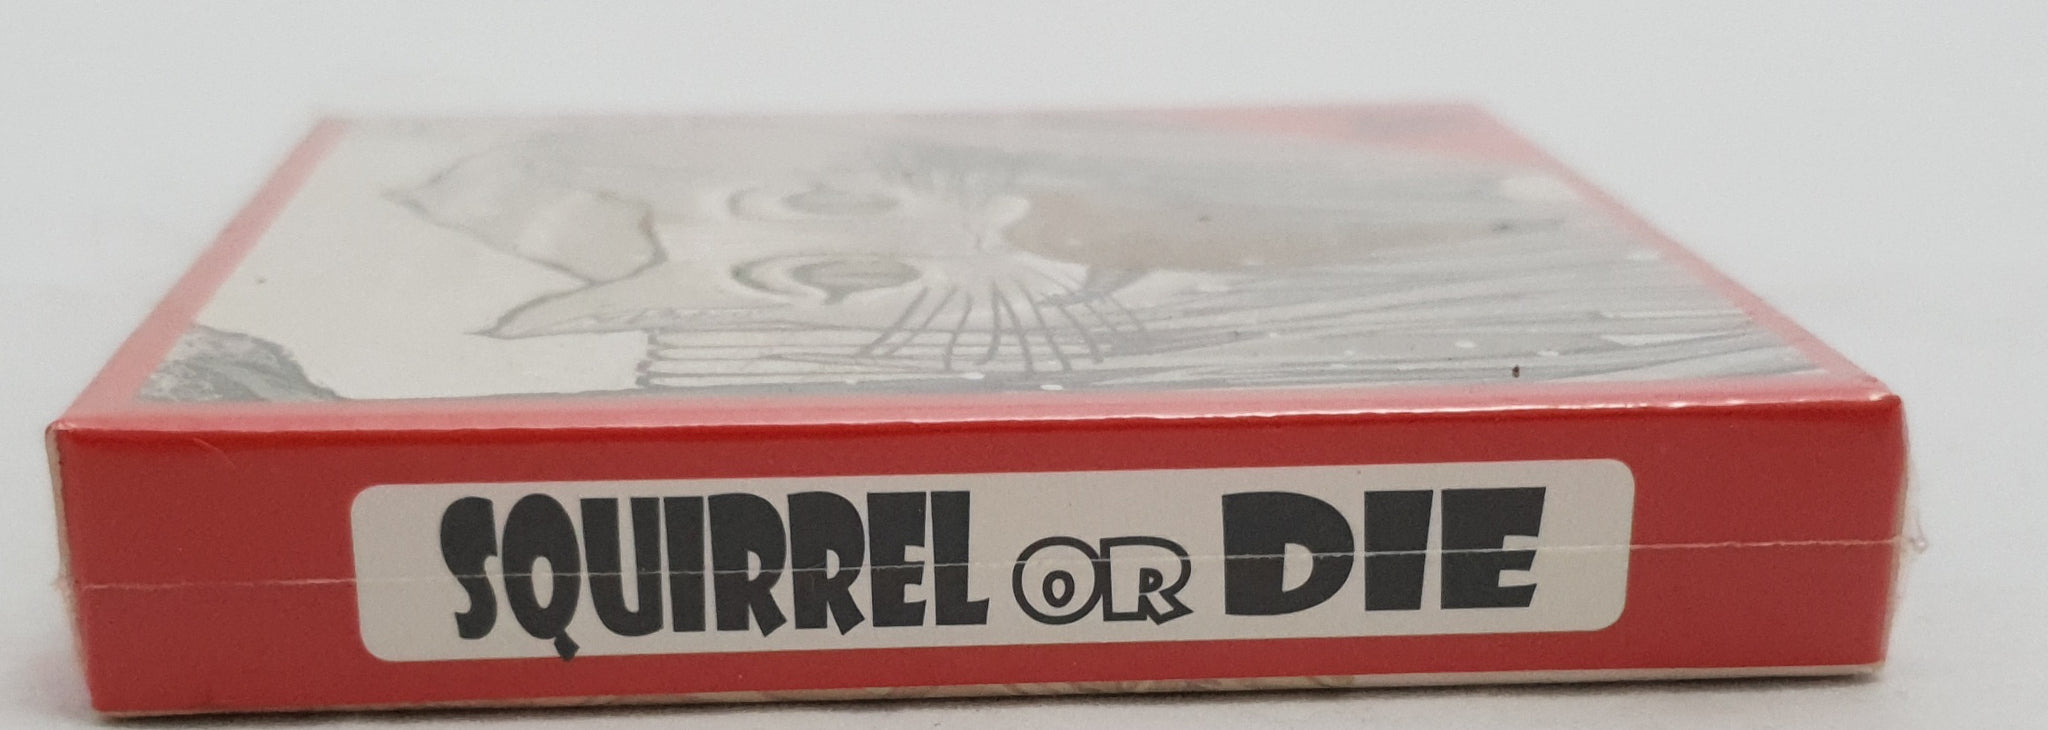 SQUIRREL OR DIE